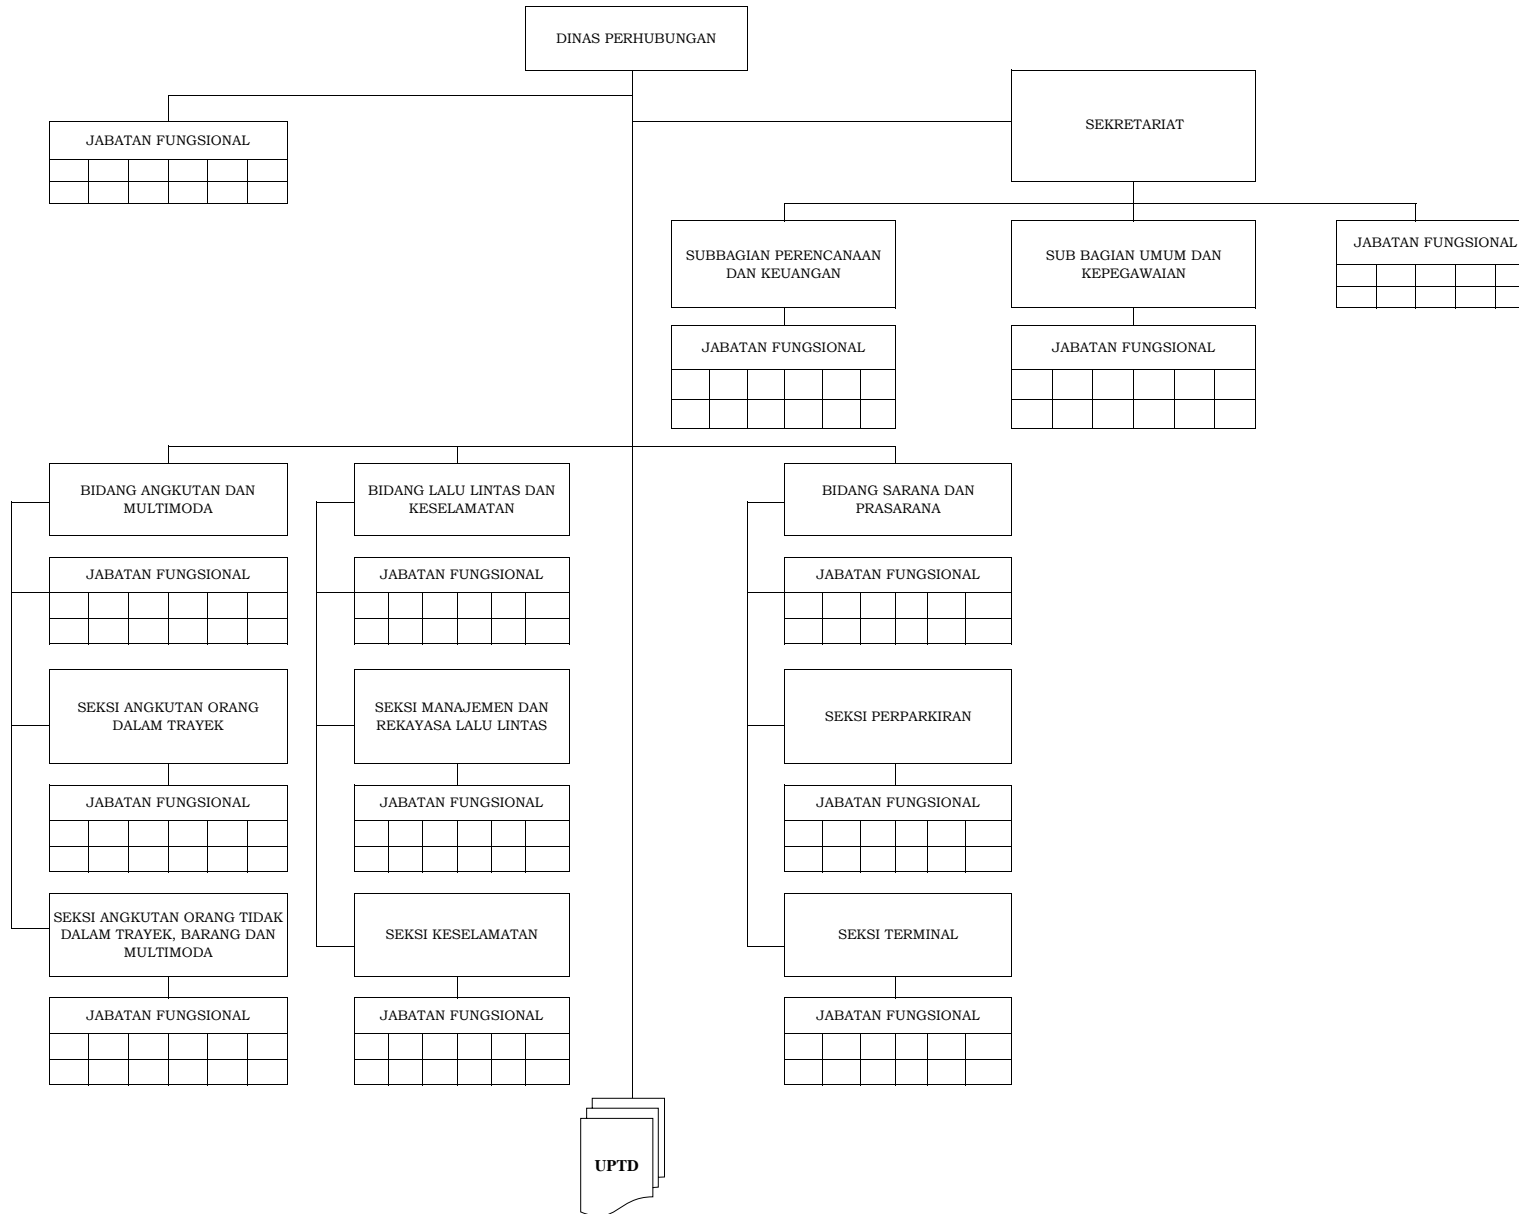 DINAS PERHUBUNGAN
SEKRETARIAT
JABATAN FUNGSIONAL
SUBBAGIAN PERENCANAAN
DAN KEUANGAN
SUB BAGIAN UMUM DAN
KEPEGAWAIAN
JABATAN FUNGSIONAL
JABATAN FUNGSIONAL
JABATAN FUNGSIONAL
BIDANG ANGKUTAN DAN
MULTIMODA
BIDANG LALU LINTAS DAN
KESELAMATAN
BIDANG SARANA DAN
PRASARANA
JABATAN FUNGSIONAL
JABATAN FUNGSIONAL
JABATAN FUNGSIONAL
SEKSI ANGKUTAN ORANG
DALAM TRAYEK
SEKSI MANAJEMEN DAN
REKAYASA LALU LINTAS
SEKSI PERPARKIRAN
JABATAN FUNGSIONAL
JABATAN FUNGSIONAL
JABATAN FUNGSIONAL
SEKSI ANGKUTAN ORANG TIDAK
DALAM TRAYEK, BARANG DAN
MULTIMODA
SEKSI KESELAMATAN
SEKSI TERMINAL
JABATAN FUNGSIONAL
JABATAN FUNGSIONAL
JABATAN FUNGSIONAL
UPTD